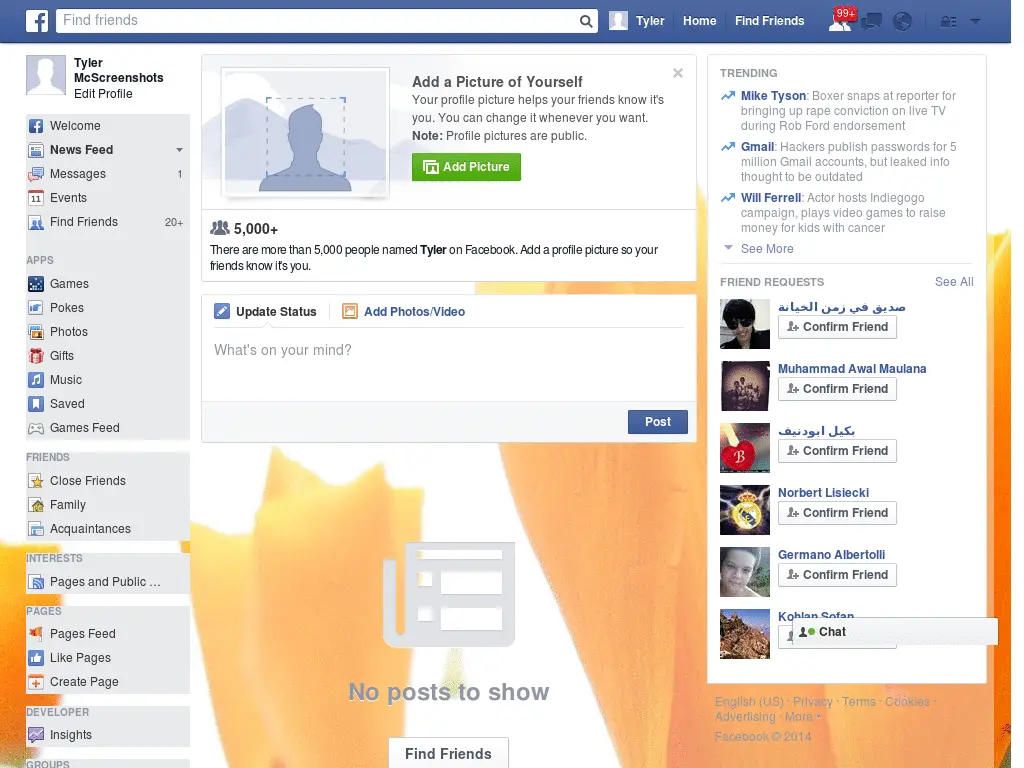 Find friends
Tyler
Home
Find Friends
99+
Tyler
McScreenshots
Edit Profile
Welcome
News Feed
Messages 1
11 Events
Find Friends 20+
APPS
Games
Pokes
Photos
Gifts
Music
Saved
Games Feed
FRIENDS
Close Friends
Family
Acquaintances
INTERESTS
Pages and Public ...
PAGES
Pages Feed
Like Pages
Create Page
DEVELOPER
Insights
GROUPS
Add a Picture of Yourself
Your profile picture helps your friends know it's
you. You can change it whenever you want.
Note: Profile pictures are public.
Add Picture
5,000+
There are more than 5,000 people named Tyler on Facebook. Add a profile picture so your
friends know it's you.
Update Status
Add Photos/Video
What's on your mind?
Post
No posts to show
Find Friends
TRENDING
Mike Tyson: Boxer snaps at reporter for
bringing up rape conviction on live TV
during Rob Ford endorsement
Gmail: Hackers publish passwords for 5
million Gmail accounts, but leaked info
thought to be outdated
Will Ferrell: Actor hosts Indiegogo
campaign, plays video games to raise
money for kids with cancer
See More
FRIEND REQUESTS See All
صديق في زمن الخيانة
Confirm Friend
Muhammad Awal Maulana
Confirm Friend
بكيل ابودنيف
Confirm Friend
B
Norbert Lisiecki
Confirm Friend
Germano Albertolli
Confirm Friend
Kohlan Sofan
Chat
English (US) · Privacy · Terms · Cookies ·
Advertising · More
Facebook © 2014